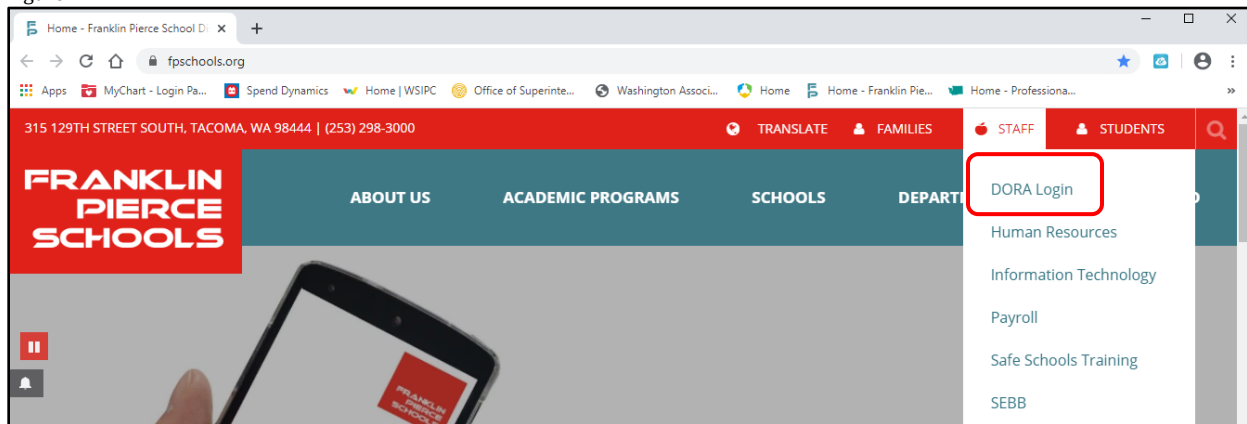 Home - Franklin Pierce School Di
fpschools.org
Apps MyChart - Login Pa... Spend Dynamics Home | WSIPC Office of Superinte... Washington Associ... Home Home - Franklin Pie... Home - Professiona... »
315 129TH STREET SOUTH, TACOMA, WA 98444 | (253) 298-3000 TRANSLATE FAMILIES STAFF STUDENTS
FRANKLIN
PIERCE
SCHOOLS
ABOUT US ACADEMIC PROGRAMS SCHOOLS DEPART
DORA Login
Human Resources
Information Technology
Payroll
Safe Schools Training
SEBB
FRANKLIN
PIERCE
SCHOOLS